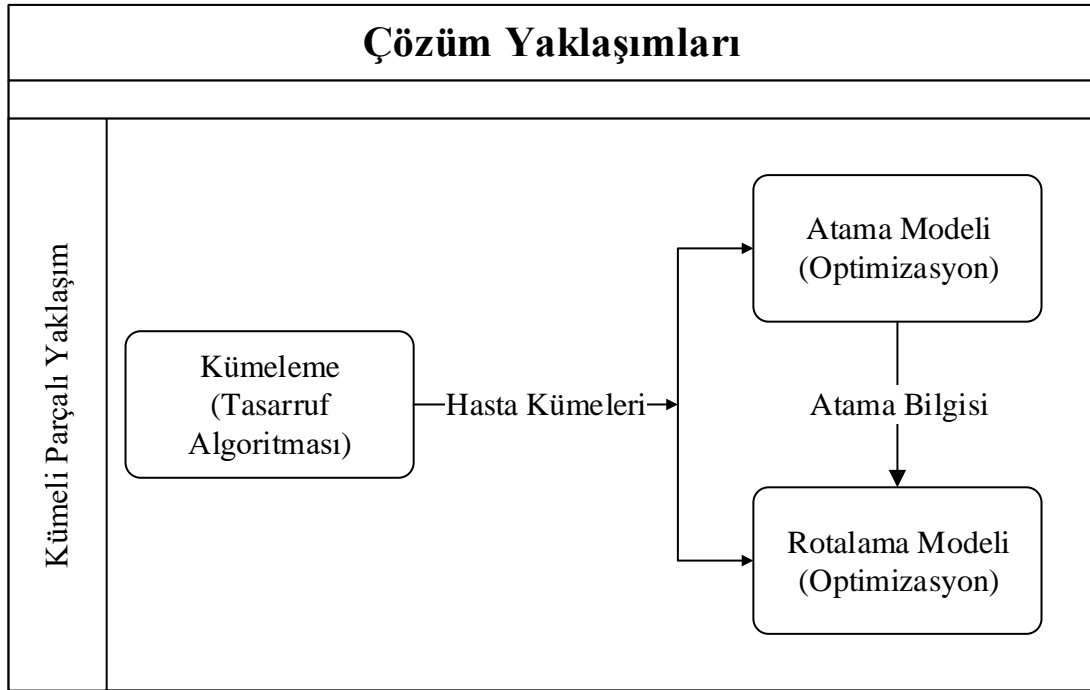 Çözüm Yaklaşımları
Kümeli Parçalı Yaklaşım
Kümeleme
(Tasarruf
Algoritması)
Hasta Kümeleri
Atama Modeli
(Optimizasyon)
Atama Bilgisi
Rotalama Modeli
(Optimizasyon)